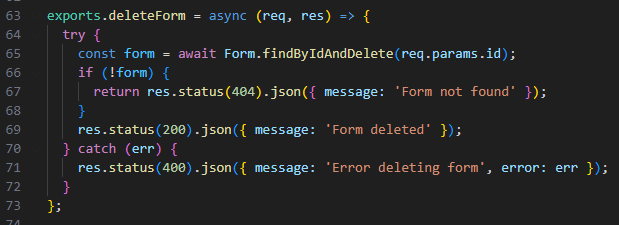 63 exports.deleteForm = async (req, res) => {
64   try {
65     const form = await Form.findByIdAndDelete(req.params.id);
66     if (!form) {
67       return res.status(404).json({ message: 'Form not found' });
68     }
69     res.status(200).json({ message: 'Form deleted' });
70   } catch (err) {
71     res.status(400).json({ message: 'Error deleting form', error: err });
72   }
73 };
74